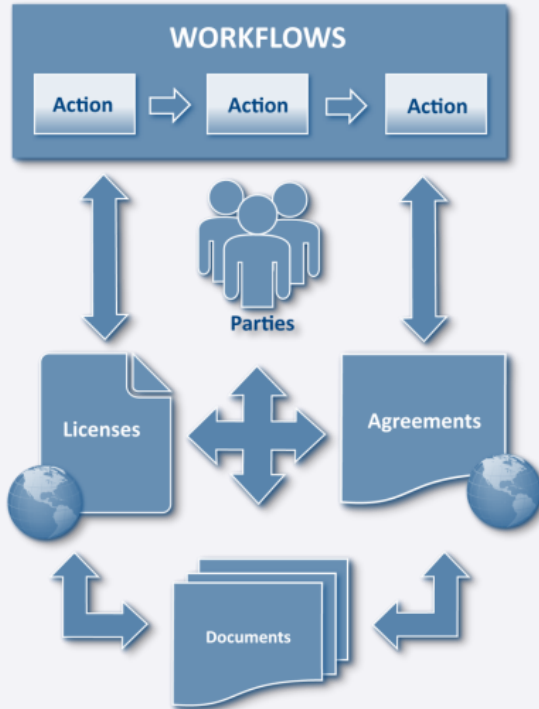 WORKFLOWS
Action Action Action
Parties
Licenses Agreements
Documents